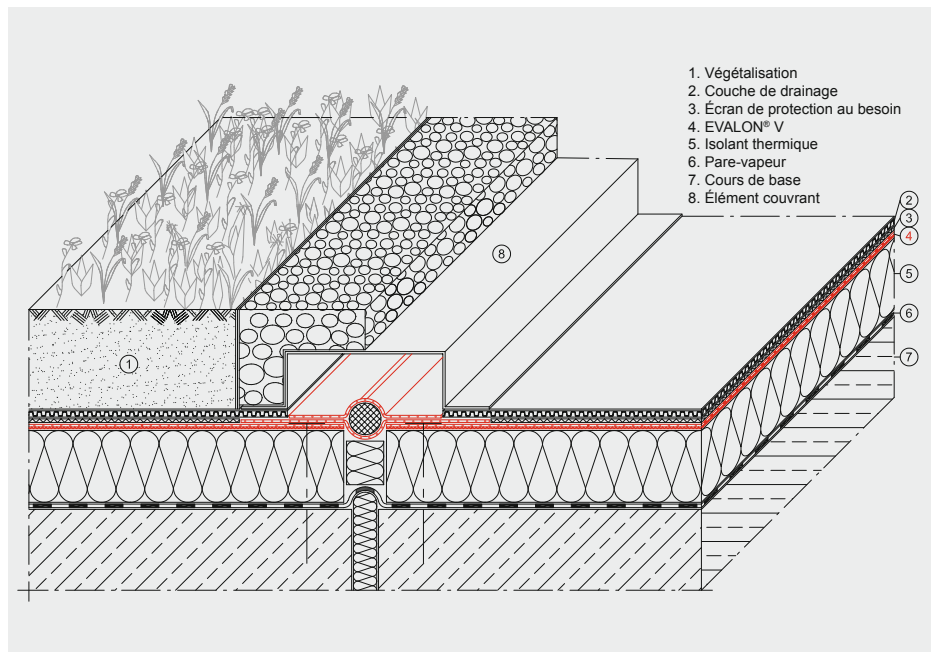 1. Végétalisation
2. Couche de drainage
3. Écran de protection au besoin
4. EVALON® V
5. Isolant thermique
6. Pare-vapeur
7. Cours de base
8. Élément couvrant
2
3
4
8
5
6
1
7